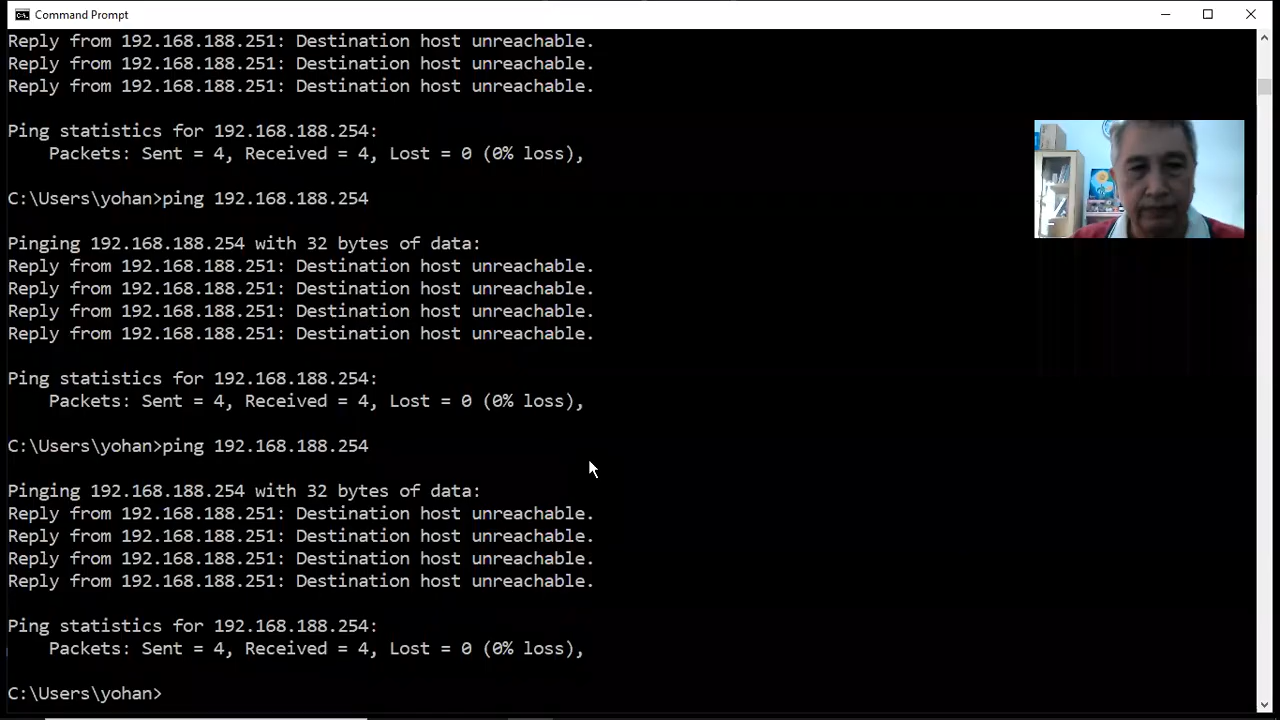 Command Prompt
Reply from 192.168.188.251: Destination host unreachable.
Reply from 192.168.188.251: Destination host unreachable.
Reply from 192.168.188.251: Destination host unreachable.
Ping statistics for 192.168.188.254:
Packets: Sent = 4, Received = 4, Lost = 0 (0% loss),
C:\Users\yohan>ping 192.168.188.254
Pinging 192.168.188.254 with 32 bytes of data:
Reply from 192.168.188.251: Destination host unreachable.
Reply from 192.168.188.251: Destination host unreachable.
Reply from 192.168.188.251: Destination host unreachable.
Reply from 192.168.188.251: Destination host unreachable.
Ping statistics for 192.168.188.254:
Packets: Sent = 4, Received = 4, Lost = 0 (0% loss),
C:\Users\yohan>ping 192.168.188.254
Pinging 192.168.188.254 with 32 bytes of data:
Reply from 192.168.188.251: Destination host unreachable.
Reply from 192.168.188.251: Destination host unreachable.
Reply from 192.168.188.251: Destination host unreachable.
Reply from 192.168.188.251: Destination host unreachable.
Ping statistics for 192.168.188.254:
Packets: Sent = 4, Received = 4, Lost = 0 (0% loss),
C:\Users\yohan>